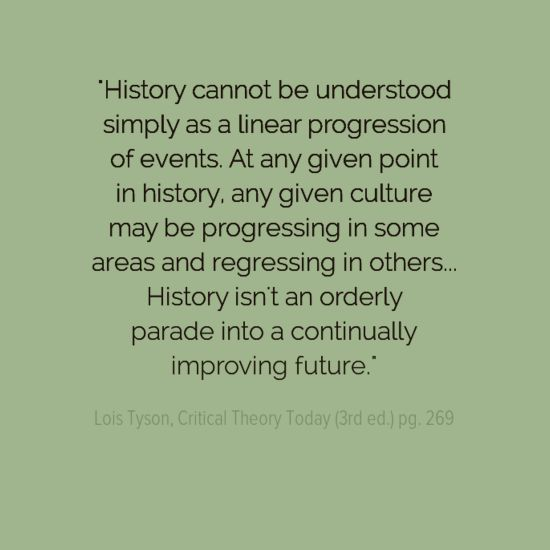 "History cannot be understood
simply as a linear progression
of events. At any given point
in history, any given culture
may be progressing in some
areas and regressing in others...
History isn't an orderly
parade into a continually
improving future."
Lois Tyson, Critical Theory Today (3rd ed.) pg. 269